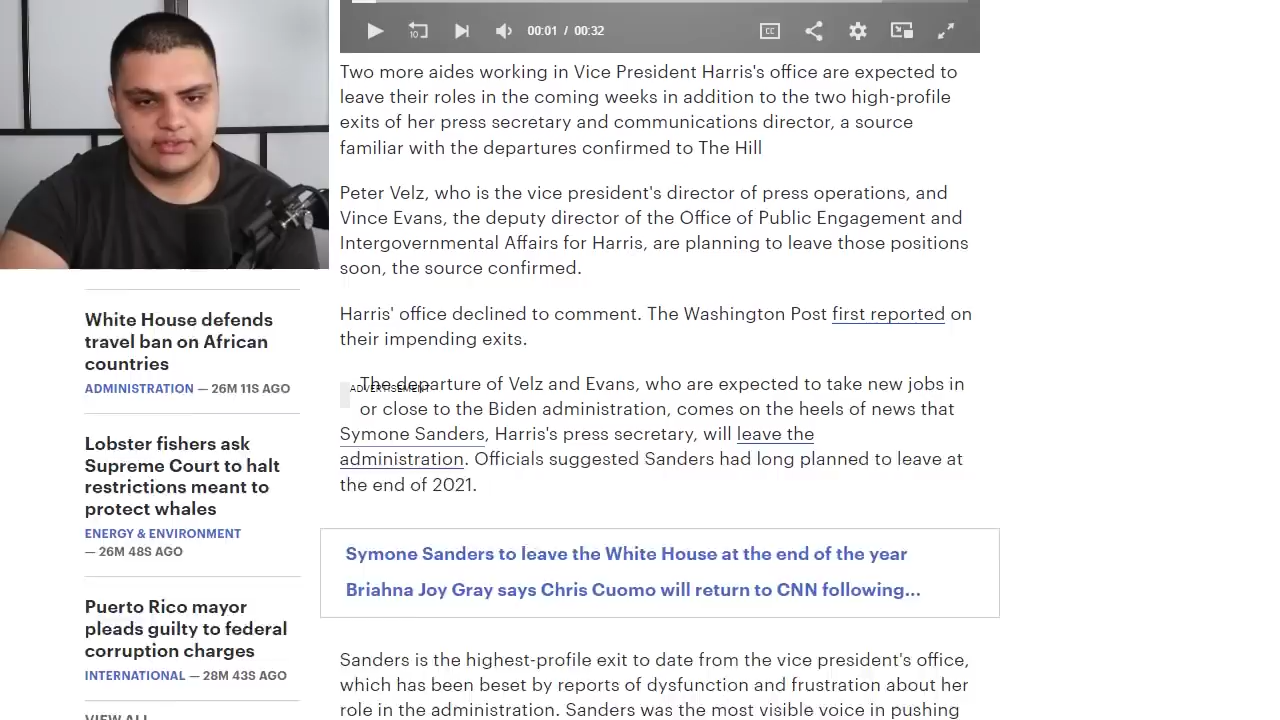 10
00:01 / 00:32
CC
Two more aides working in Vice President Harris's office are expected to
leave their roles in the coming weeks in addition to the two high-profile
exits of her press secretary and communications director, a source
familiar with the departures confirmed to The Hill
Peter Velz, who is the vice president's director of press operations, and
Vince Evans, the deputy director of the Office of Public Engagement and
Intergovernmental Affairs for Harris, are planning to leave those positions
soon, the source confirmed.
Harris' office declined to comment. The Washington Post first reported on
their impending exits.
ADVERTISEMENT
The departure of Velz and Evans, who are expected to take new jobs in
or close to the Biden administration, comes on the heels of news that
Symone Sanders, Harris's press secretary, will leave the
administration. Officials suggested Sanders had long planned to leave at
the end of 2021.
Symone Sanders to leave the White House at the end of the year
Briahna Joy Gray says Chris Cuomo will return to CNN following...
Sanders is the highest-profile exit to date from the vice president's office,
which has been beset by reports of dysfunction and frustration about her
role in the administration. Sanders was the most visible voice in pushing
White House defends
travel ban on African
countries
ADMINISTRATION — 26M 11S AGO
Lobster fishers ask
Supreme Court to halt
restrictions meant to
protect whales
ENERGY & ENVIRONMENT
— 26M 48S AGO
Puerto Rico mayor
pleads guilty to federal
corruption charges
INTERNATIONAL — 28M 43S AGO
VIEW ALL